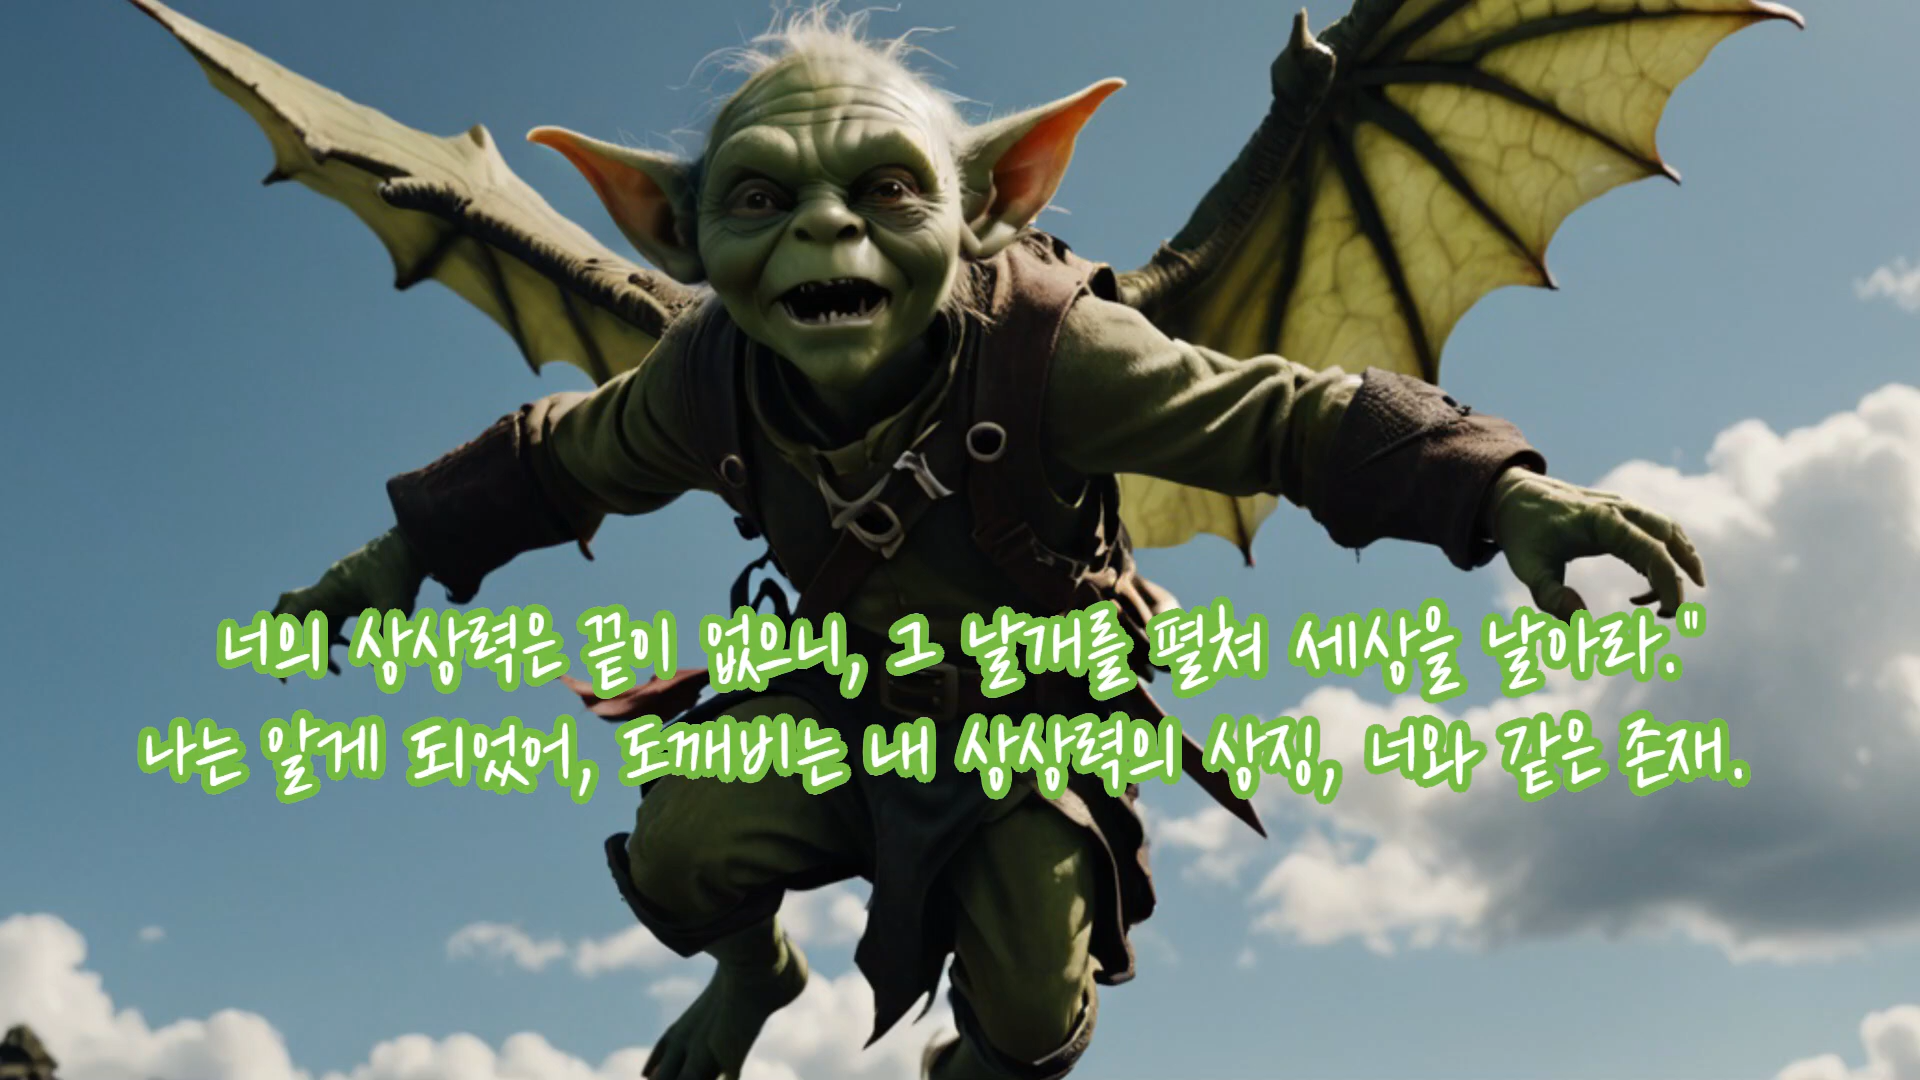 너의 상상력은 끝이 없으니, 그 날개를 펼쳐 세상을 날아라."
나는 알게 되었어, 도깨비는 내 상상력의 상징, 너와 같은 존재.